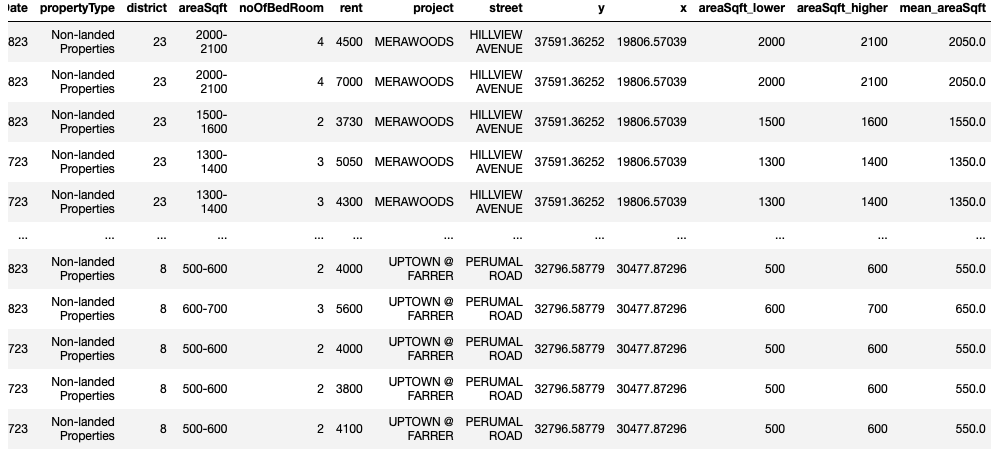 ate propertyType district areaSqft noOfBedRoom rent project street y x areaSqft_lower areaSqft_higher mean_areaSqft
823 Non-landed Properties 23 2000-2100 4 4500 MERAWOODS HILLVIEW AVENUE 37591.36252 19806.57039 2000 2100 2050.0
823 Non-landed Properties 23 2000-2100 4 7000 MERAWOODS HILLVIEW AVENUE 37591.36252 19806.57039 2000 2100 2050.0
823 Non-landed Properties 23 1500-1600 2 3730 MERAWOODS HILLVIEW AVENUE 37591.36252 19806.57039 1500 1600 1550.0
723 Non-landed Properties 23 1300-1400 3 5050 MERAWOODS HILLVIEW AVENUE 37591.36252 19806.57039 1300 1400 1350.0
723 Non-landed Properties 23 1300-1400 3 4300 MERAWOODS HILLVIEW AVENUE 37591.36252 19806.57039 1300 1400 1350.0
... ... ... ... ... ... ... ... ... ... ... ... ...
823 Non-landed Properties 8 500-600 2 4000 UPTOWN @ FARRER PERUMAL ROAD 32796.58779 30477.87296 500 600 550.0
823 Non-landed Properties 8 600-700 3 5600 UPTOWN @ FARRER PERUMAL ROAD 32796.58779 30477.87296 600 700 650.0
723 Non-landed Properties 8 500-600 2 4000 UPTOWN @ FARRER PERUMAL ROAD 32796.58779 30477.87296 500 600 550.0
723 Non-landed Properties 8 500-600 2 3800 UPTOWN @ FARRER PERUMAL ROAD 32796.58779 30477.87296 500 600 550.0
723 Non-landed Properties 8 500-600 2 4100 UPTOWN @ FARRER PERUMAL ROAD 32796.58779 30477.87296 500 600 550.0